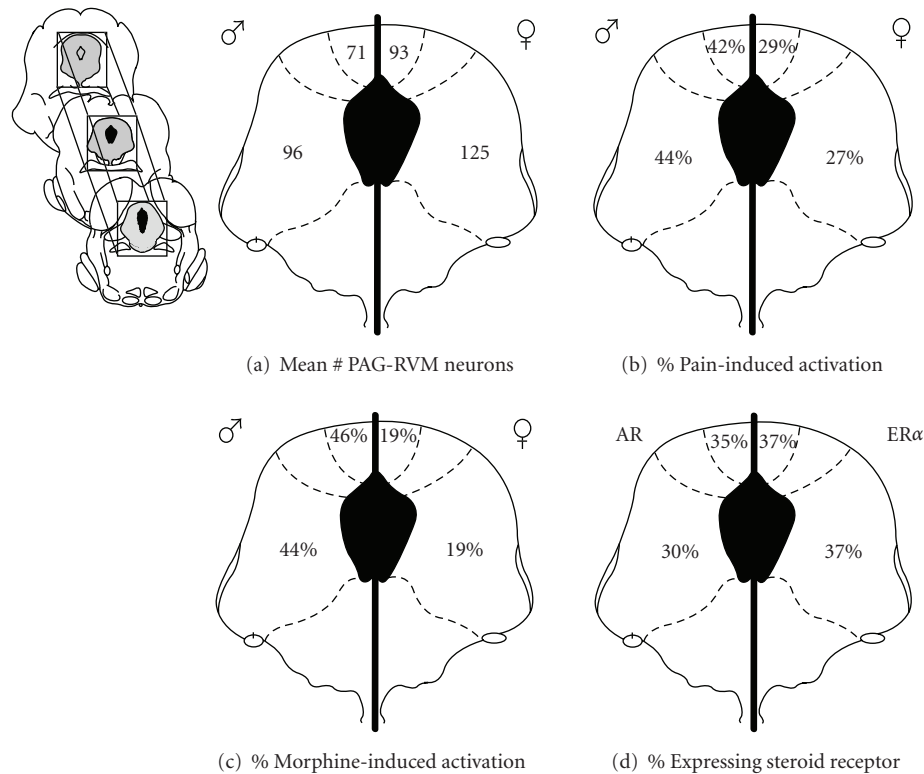 ♂ 71 93 ♀
96 125
(a) Mean # PAG-RVM neurons
♂ 42% 29% ♀
44% 27%
(b) % Pain-induced activation
♂ 46% 19% ♀
44% 19%
(c) % Morphine-induced activation
AR 35% 37% ERα
30% 37%
(d) % Expressing steroid receptor